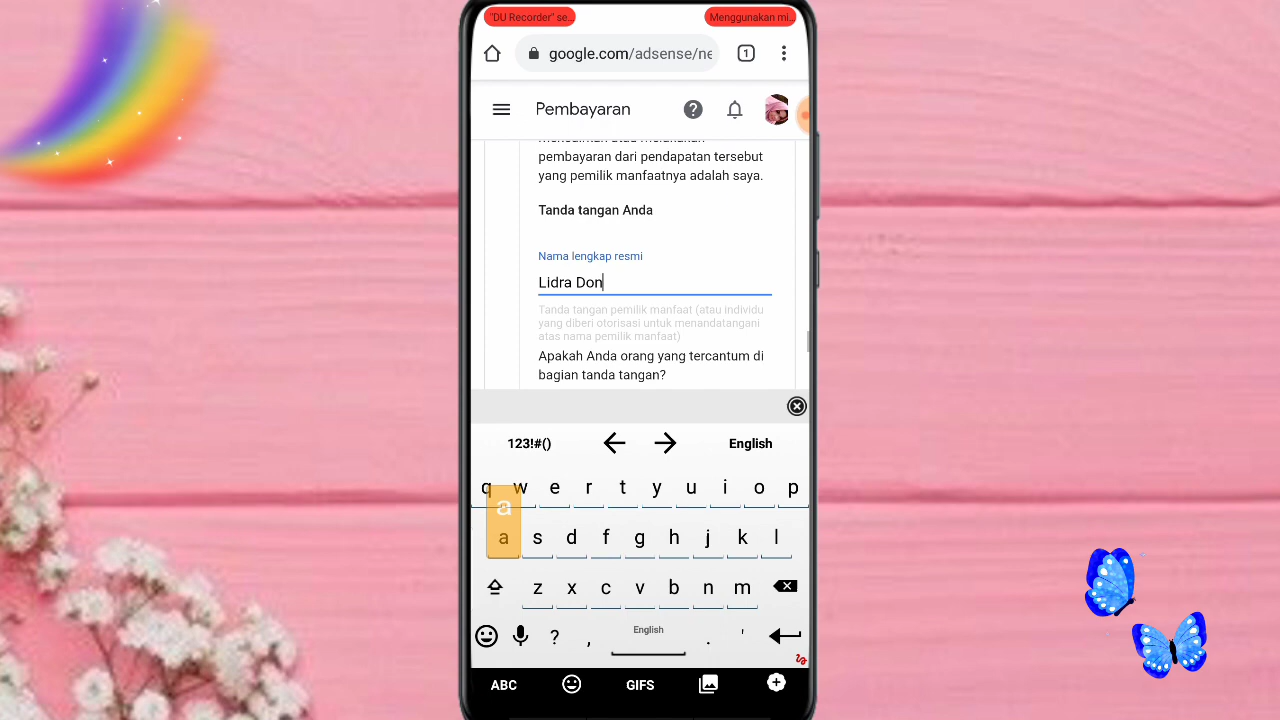 "DU Recorder" se...
Menggunakan mi...
google.com/adsense/ne
1
Pembayaran
pembayaran dari pendapatan tersebut
yang pemilik manfaatnya adalah saya.
Tanda tangan Anda
Nama lengkap resmi
Lidra Don
Tanda tangan pemilik manfaat (atau individu
yang diberi otorisasi untuk menandatangani
atas nama pemilik manfaat)
Apakah Anda orang yang tercantum di
bagian tanda tangan?
123!#()
English
q w e r t y u i o p
a
a s d f g h j k l
z x c v b n m
? , English . '
ABC
GIFS